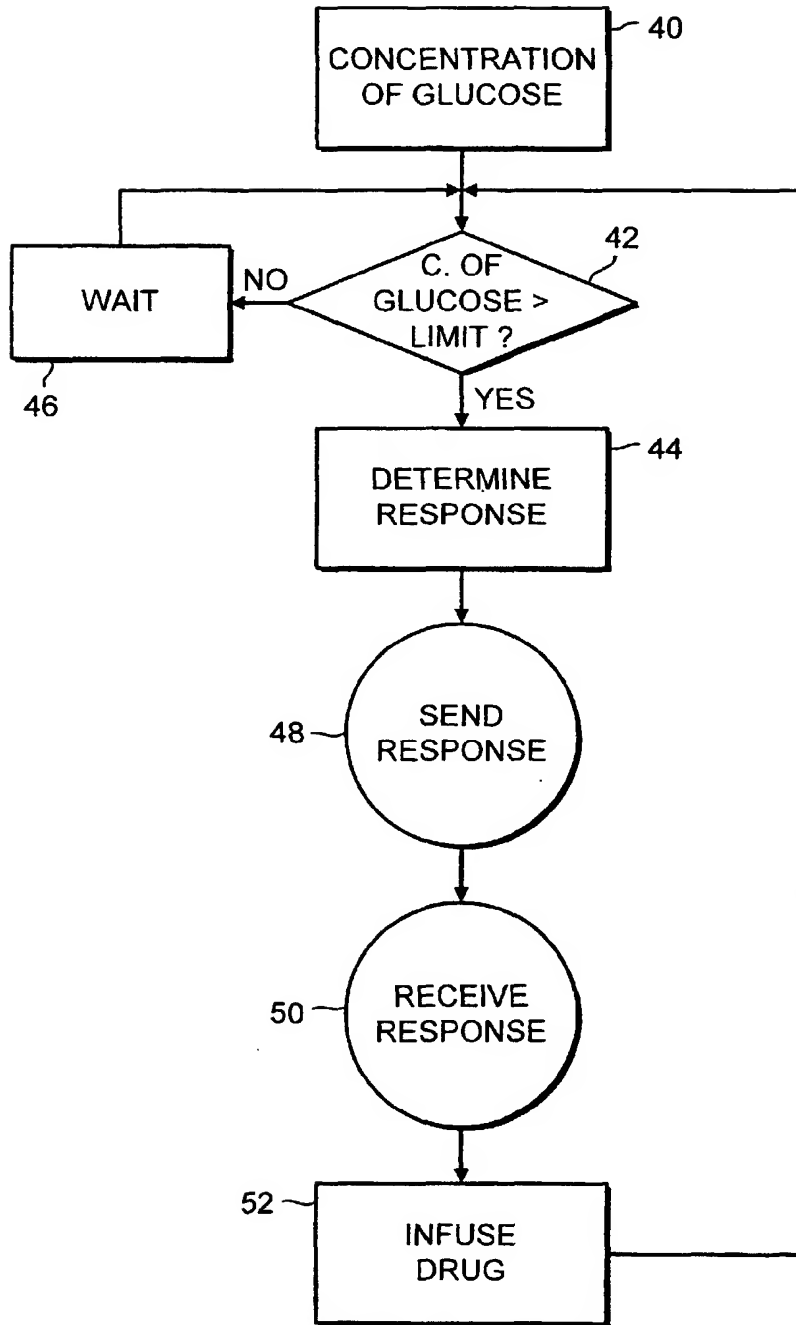 40
CONCENTRATION
OF GLUCOSE
42
C. OF
GLUCOSE >
LIMIT ?
NO
WAIT
46
YES
44
DETERMINE
RESPONSE
48
SEND
RESPONSE
50
RECEIVE
RESPONSE
52
INFUSE
DRUG